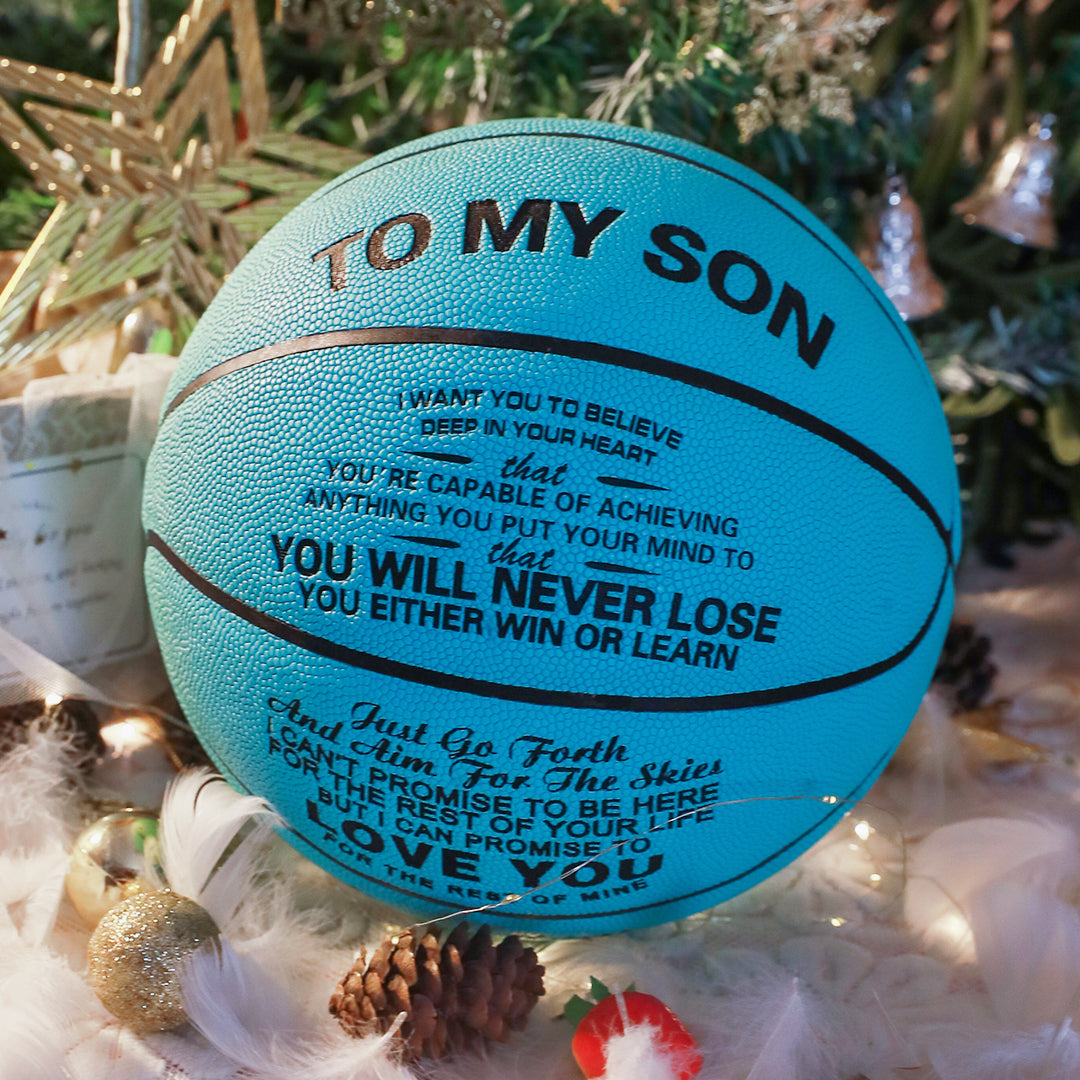 TO MY SON
I WANT YOU TO BELIEVE
DEEP IN YOUR HEART
that
YOU'RE CAPABLE OF ACHIEVING
ANYTHING YOU PUT YOUR MIND TO
that
YOU WILL NEVER LOSE
YOU EITHER WIN OR LEARN
Just Go Forth
And Aim For The Skies
I CAN'T PROMISE TO BE HERE
FOR THE REST OF YOUR LIFE
BUT I CAN PROMISE TO
LOVE YOU
FOR THE REST OF MINE